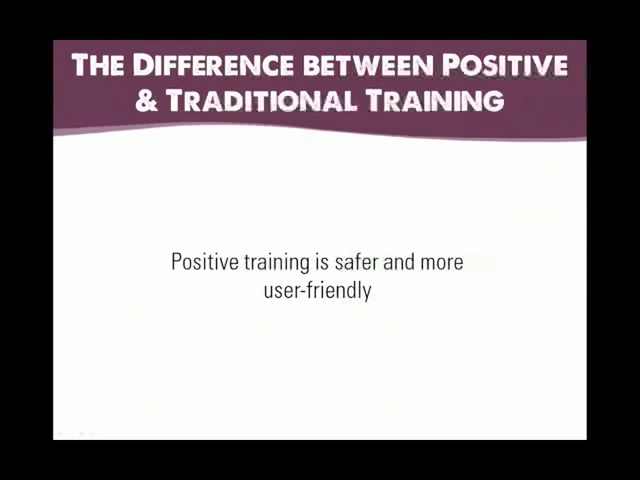 THE DIFFERENCE BETWEEN POSITIVE
& TRADITIONAL TRAINING
Positive training is safer and more
user-friendly